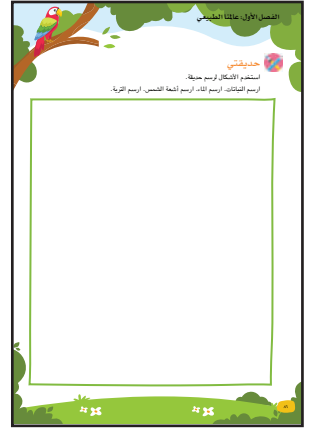 الفصل الأول: عالمنا الطبيعي
حديقتي
استخدم الأشكال لرسم حديقة.
ارسم النباتات. ارسم الماء. ارسم أشعة الشمس. ارسم التربة.